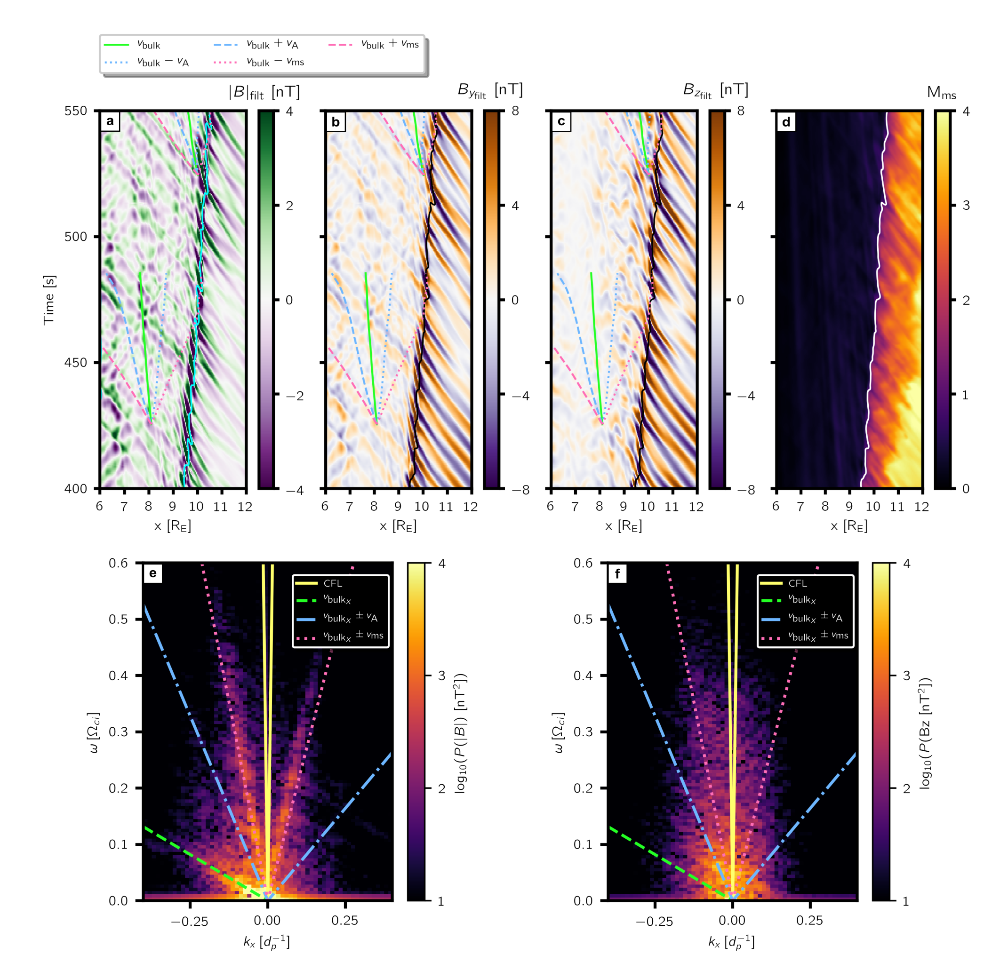 v_bulk v_bulk + v_A v_bulk + v_ms
v_bulk − v_A v_bulk − v_ms
|B|_filt [nT] B_y_filt [nT] B_z_filt [nT] M_ms
a b c d
550 500 450 400
Time [s]
4 2 0 −2 −4
8 4 0 −4 −8
8 4 0 −4 −8
4 3 2 1 0
6 7 8 9 10 11 12 6 7 8 9 10 11 12 6 7 8 9 10 11 12 6 7 8 9 10 11 12
x [R_E] x [R_E] x [R_E] x [R_E]
e
0.6 0.5 0.4 0.3 0.2 0.1 0.0
ω [Ω_ci]
CFL
v_bulk_X
v_bulk_X ± v_A
v_bulk_X ± v_ms
4 3 2 1
log₁₀(P(|B|) [nT²])
−0.25 0.00 0.25
k_x [d_p⁻¹]
f
0.6 0.5 0.4 0.3 0.2 0.1 0.0
ω [Ω_ci]
CFL
v_bulk_X
v_bulk_X ± v_A
v_bulk_X ± v_ms
4 3 2 1
log₁₀(P(Bz [nT²])
−0.25 0.00 0.25
k_x [d_p⁻¹]